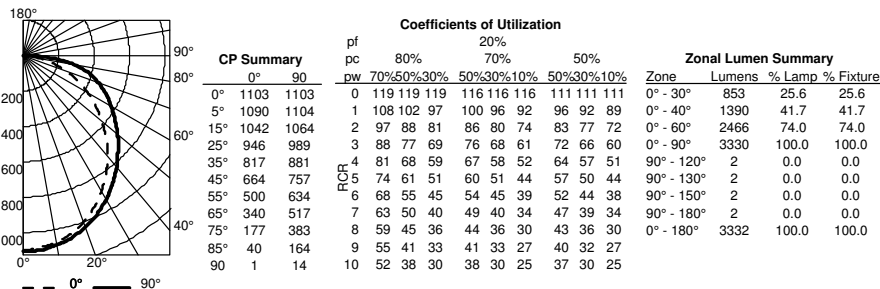 180°
90°
80°
60°
40°
200
400
600
800
000
0° 20°
0° 90°
CP Summary
0° 90
0° 1103 1103
5° 1090 1104
15° 1042 1064
25° 946 989
35° 817 881
45° 664 757
55° 500 634
65° 340 517
75° 177 383
85° 40 164
90 1 14
Coefficients of Utilization
pf 20%
pc 80% 70% 50%
pw 70%50%30% 50%30%10% 50%30%10%
RCR
0 119 119 119 116 116 116 111 111 111
1 108 102 97 100 96 92 96 92 89
2 97 88 81 86 80 74 83 77 72
3 88 77 69 76 68 61 72 66 60
4 81 68 59 67 58 52 64 57 51
5 74 61 51 60 51 44 57 50 44
6 68 55 45 54 45 39 52 44 38
7 63 50 40 49 40 34 47 39 34
8 59 45 36 44 36 30 43 36 30
9 55 41 33 41 33 27 40 32 27
10 52 38 30 38 30 25 37 30 25
Zonal Lumen Summary
Zone Lumens % Lamp % Fixture
0° - 30° 853 25.6 25.6
0° - 40° 1390 41.7 41.7
0° - 60° 2466 74.0 74.0
0° - 90° 3330 100.0 100.0
90° - 120° 2 0.0 0.0
90° - 130° 2 0.0 0.0
90° - 150° 2 0.0 0.0
90° - 180° 2 0.0 0.0
0° - 180° 3332 100.0 100.0